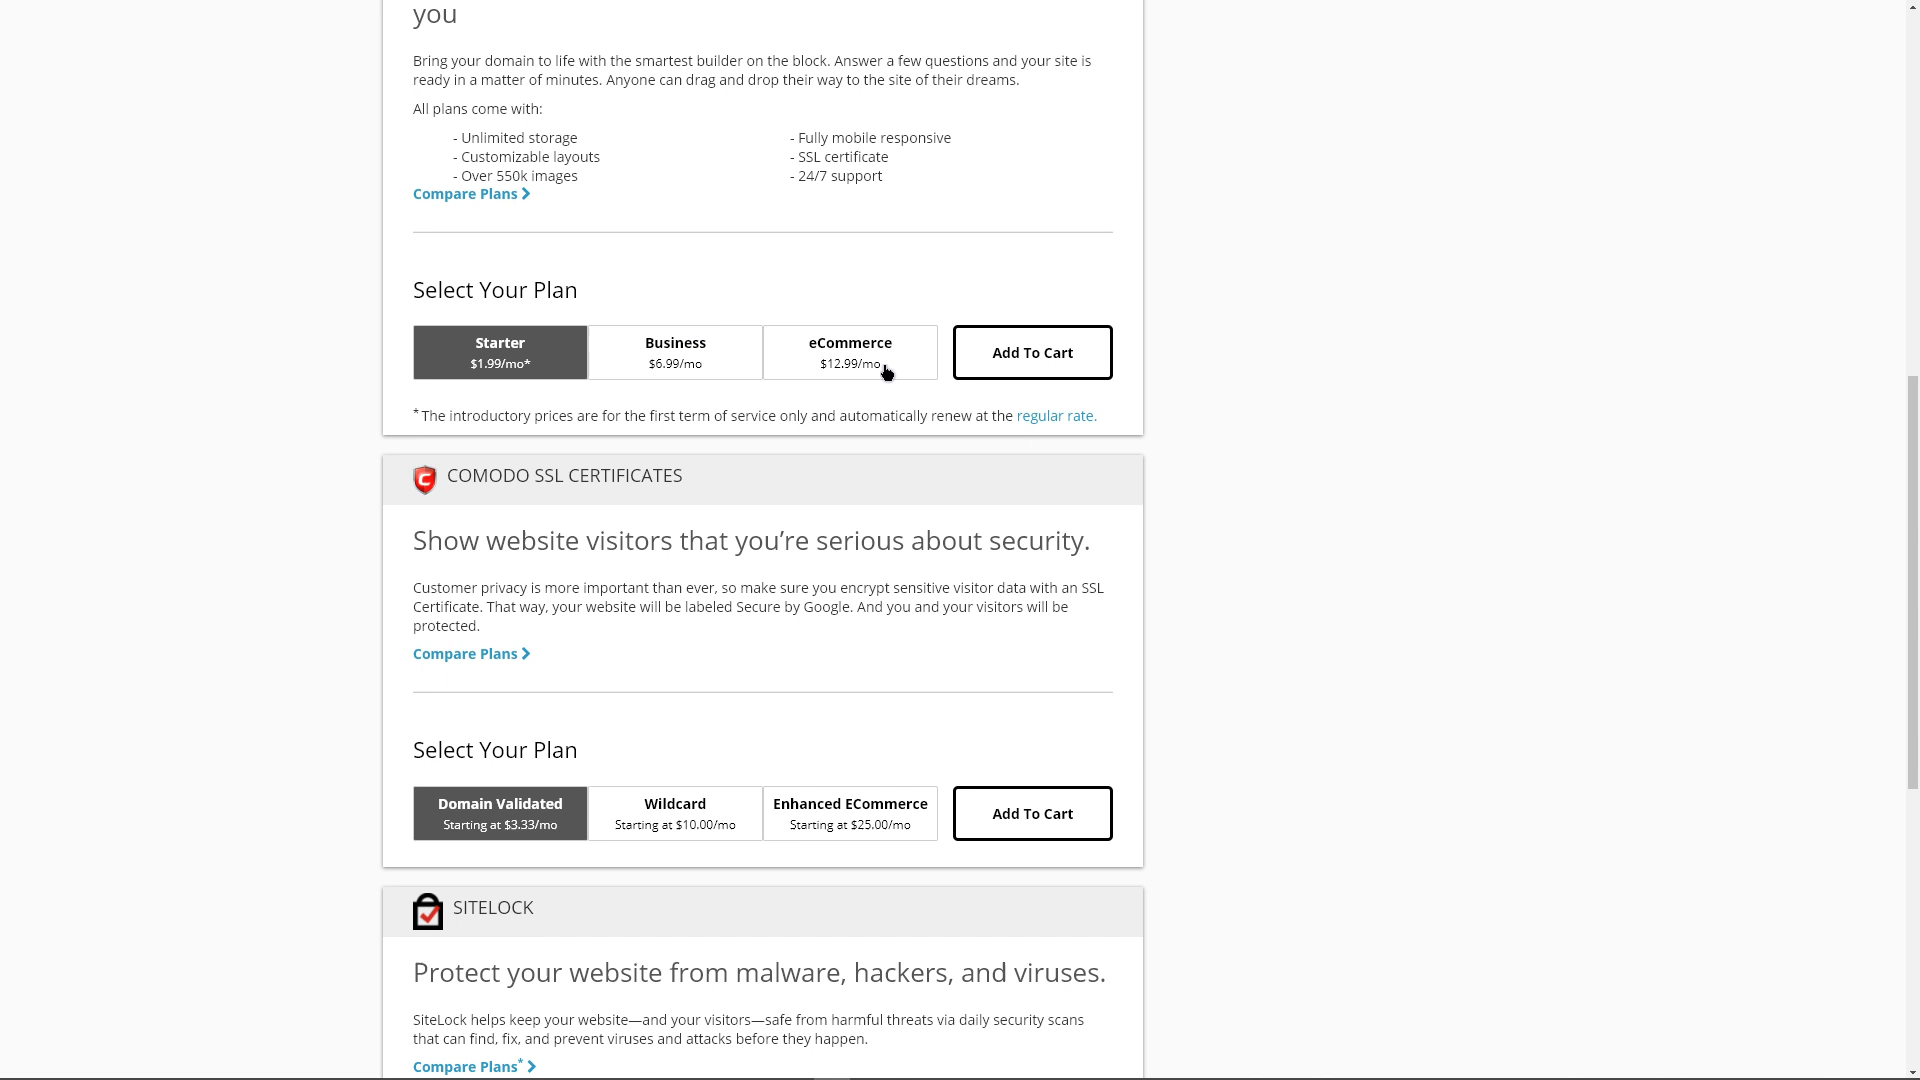 you
Bring your domain to life with the smartest builder on the block. Answer a few questions and your site is
ready in a matter of minutes. Anyone can drag and drop their way to the site of their dreams.
All plans come with:
- Unlimited storage
- Customizable layouts
- Over 550k images
- Fully mobile responsive
- SSL certificate
- 24/7 support
Compare Plans
Select Your Plan
Starter
$1.99/mo*
Business
$6.99/mo
eCommerce
$12.99/mo
Add To Cart
*The introductory prices are for the first term of service only and automatically renew at the regular rate.
COMODO SSL CERTIFICATES
Show website visitors that you’re serious about security.
Customer privacy is more important than ever, so make sure you encrypt sensitive visitor data with an SSL
Certificate. That way, your website will be labeled Secure by Google. And you and your visitors will be
protected.
Compare Plans
Select Your Plan
Domain Validated
Starting at $3.33/mo
Wildcard
Starting at $10.00/mo
Enhanced ECommerce
Starting at $25.00/mo
Add To Cart
SITELOCK
Protect your website from malware, hackers, and viruses.
SiteLock helps keep your website—and your visitors—safe from harmful threats via daily security scans
that can find, fix, and prevent viruses and attacks before they happen.
Compare Plans*